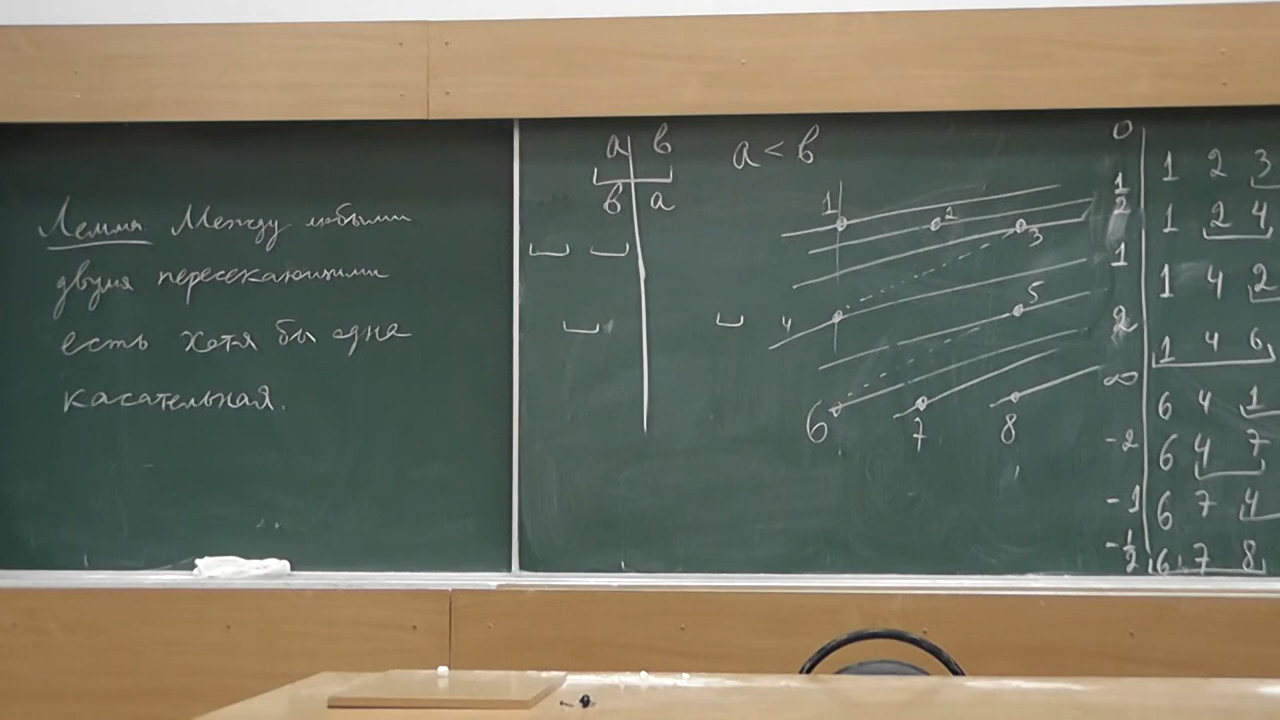 Лемма Между любыми
двумя пересекающими
есть хотя бы одна
касательная.
a b
b a
a < b
1
2
3
4
5
6
7
8
0
1 2 3
1/2
1 2 4
1
1 4 2
2
1 4 6
∞
6 4 1
-2
6 4 7
-1
6 7 4
-1/2
6 7 8